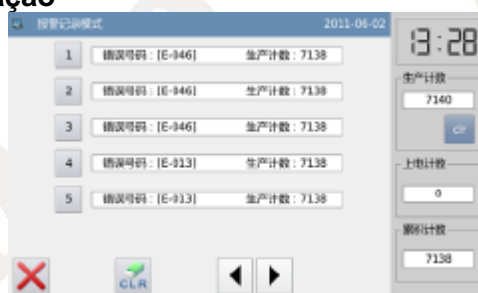 ação
报警记录模式 2011-06-02
1 错误号码 : [E-046] 生产计数 : 7138
2 错误号码 : [E-046] 生产计数 : 7138
3 错误号码 : [E-046] 生产计数 : 7138
4 错误号码 : [E-013] 生产计数 : 7138
5 错误号码 : [E-013] 生产计数 : 7138
CLR
13:28
生产计数
7140
clr
上电计数
0
累积计数
7138